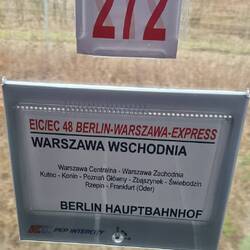 272
EIC/EC 48 BERLIN-WARSZAWA-EXPRESS
WARSZAWA WSCHODNIA
Warszawa Centralna - Warszawa Zachodnia
Kutno - Konin - Poznań Główny - Zbąszynek - Świebodzin
Rzepin - Frankfurt (Oder)
BERLIN HAUPTBAHNHOF
PKP INTERCITY